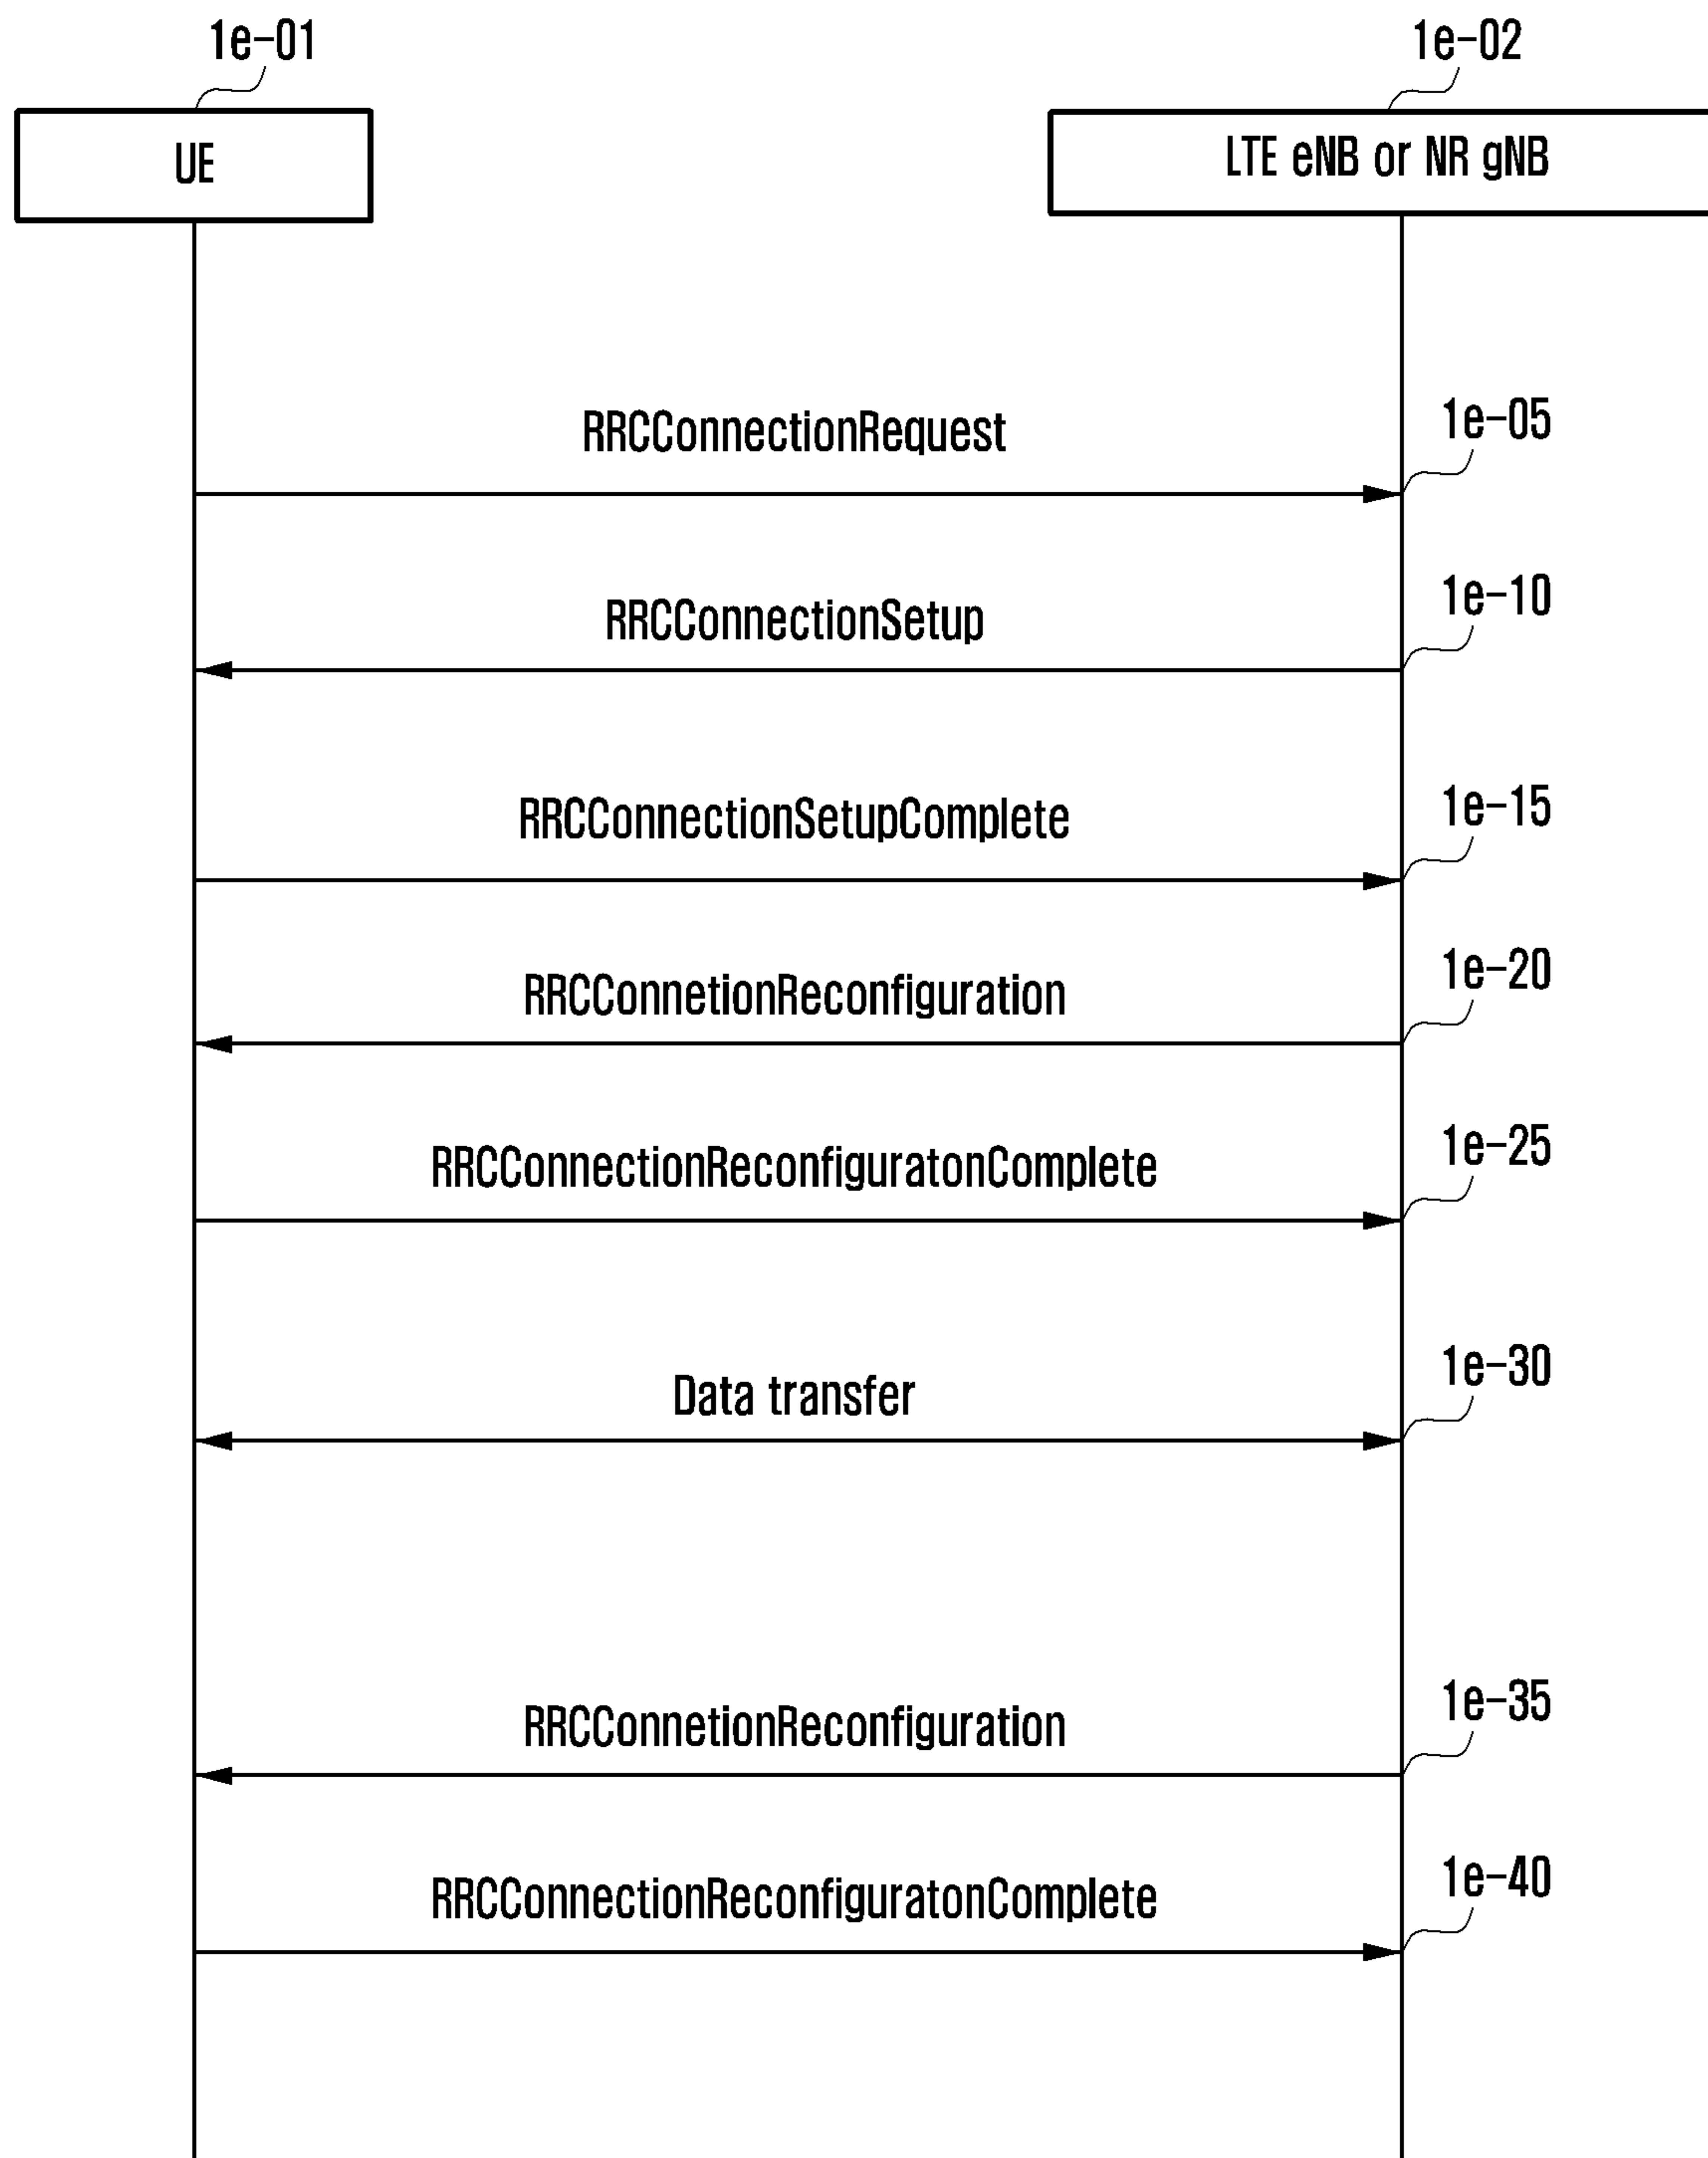 1e-01
1e-02
UE
LTE eNB or NR gNB
RRCConnectionRequest
1e-05
RRCConnectionSetup
1e-10
RRCConnectionSetupComplete
1e-15
RRCConnetionReconfiguration
1e-20
RRCConnectionReconfiguratonComplete
1e-25
Data transfer
1e-30
RRCConnetionReconfiguration
1e-35
RRCConnectionReconfiguratonComplete
1e-40